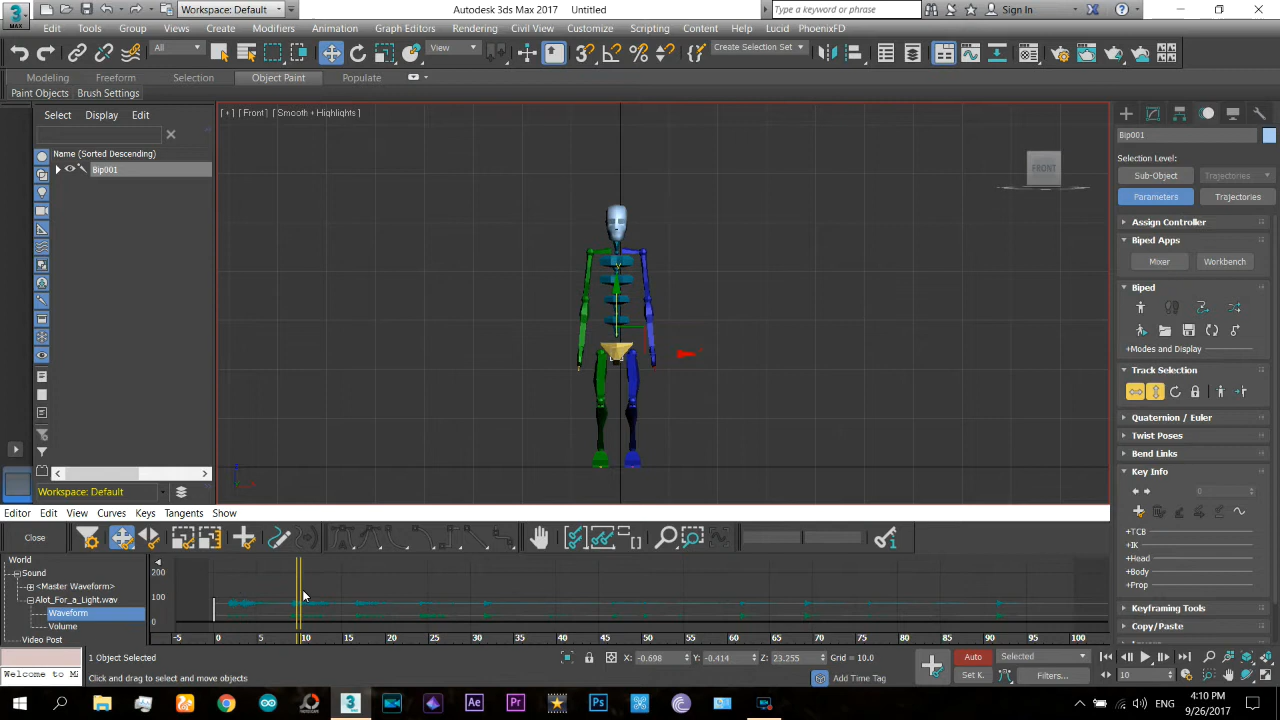 Workspace: Default
Autodesk 3ds Max 2017 Untitled
Type a keyword or phrase
Sign In
MAX
Edit Tools Group Views Create Modifiers Animation Graph Editors Rendering Civil View Customize Scripting Content Help Lucid PhoenixFD
All
View
Create Selection Set
Modeling Freeform Selection Object Paint Populate
Paint Objects Brush Settings
Select Display Edit
Name (Sorted Descending)
Bip001
[+] [Front] [Smooth + Highlights]
FRONT
Workspace: Default
Bip001
Selection Level:
Sub-Object Trajectories
Parameters Trajectories
Assign Controller
Biped Apps
Mixer Workbench
Biped
+Modes and Display
Track Selection
Quaternion / Euler
Twist Poses
Bend Links
Key Info
0
+TCB
+IK
+Head
+Body
+Prop
Keyframing Tools
Copy/Paste
Editor Edit View Curves Keys Tangents Show
Close
World
Sound
<Master Waveform>
Alot_For_a_Light.wav
Waveform
Volume
Video Post
200
100
0
-5 0 5 10 15 20 25 30 35 40 45 50 55 60 65 70 75 80 85 90 95 100
Welcome to Mi
1 Object Selected
Click and drag to select and move objects
X: -0.698 Y: -0.414 Z: 23.255 Grid = 10.0
Add Time Tag
Auto Selected
Set K. Filters...
10
Ae Pr Ps
3 MAX
ENG
4:10 PM
9/26/2017